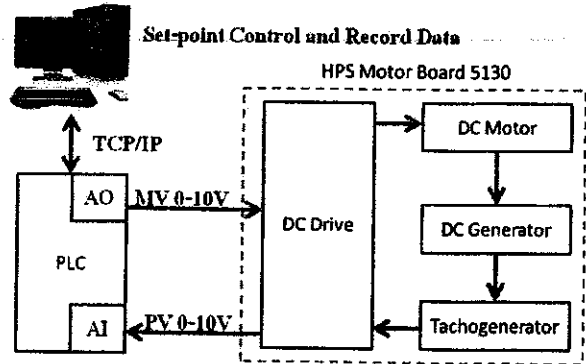 Set-point Control and Record Data
HPS Motor Board 5130
TCP/IP
DC Motor
AO
MV 0-10V
DC Drive
DC Generator
PLC
AI
PV 0-10V
Tachogenerator